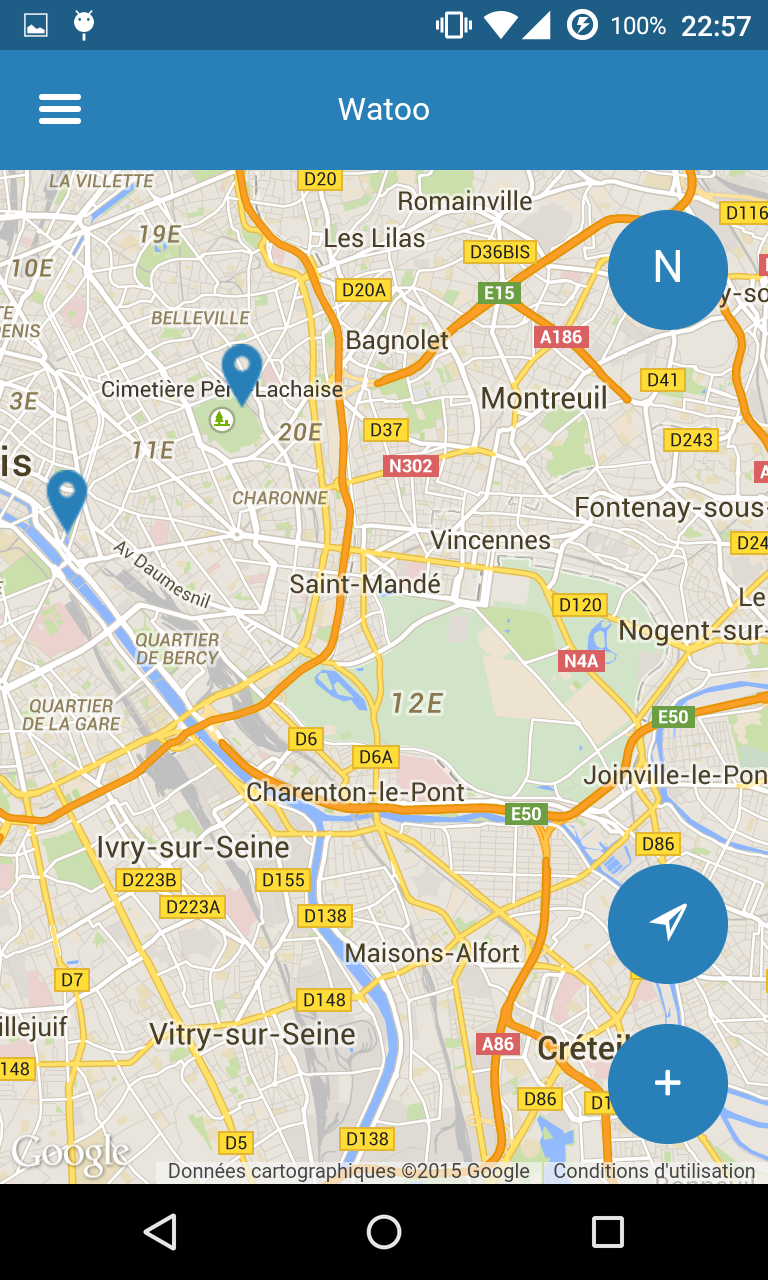 100% 22:57
Watoo
LA VILLETTE
D20
Romainville
D116
19E
Les Lilas
D36BIS
10E
D20A
E15
N
y-so
BELLEVILLE
TE
DENIS
Bagnolet
A186
Cimetière Pèr Lachaise
D41
3E
Montreuil
20E
D37
11E
D243
is
N302
CHARONNE
Fontenay-sous-
Vincennes
D24
Av Daumesnil
Saint-Mandé
D120
Le
Nogent-sur-
QUARTIER
DE BERCY
N4A
12E
QUARTIER
DE LA GARE
E50
D6
D6A
Joinville-le-Pon
Charenton-le-Pont
E50
Ivry-sur-Seine
D86
D223B
D155
D223A
D138
Maisons-Alfort
D7
D148
illejuif
Vitry-sur-Seine
A86
Créteil
148
D86
D1
D5
D138
Google
Données cartographiques ©2015 Google
Conditions d'utilisation